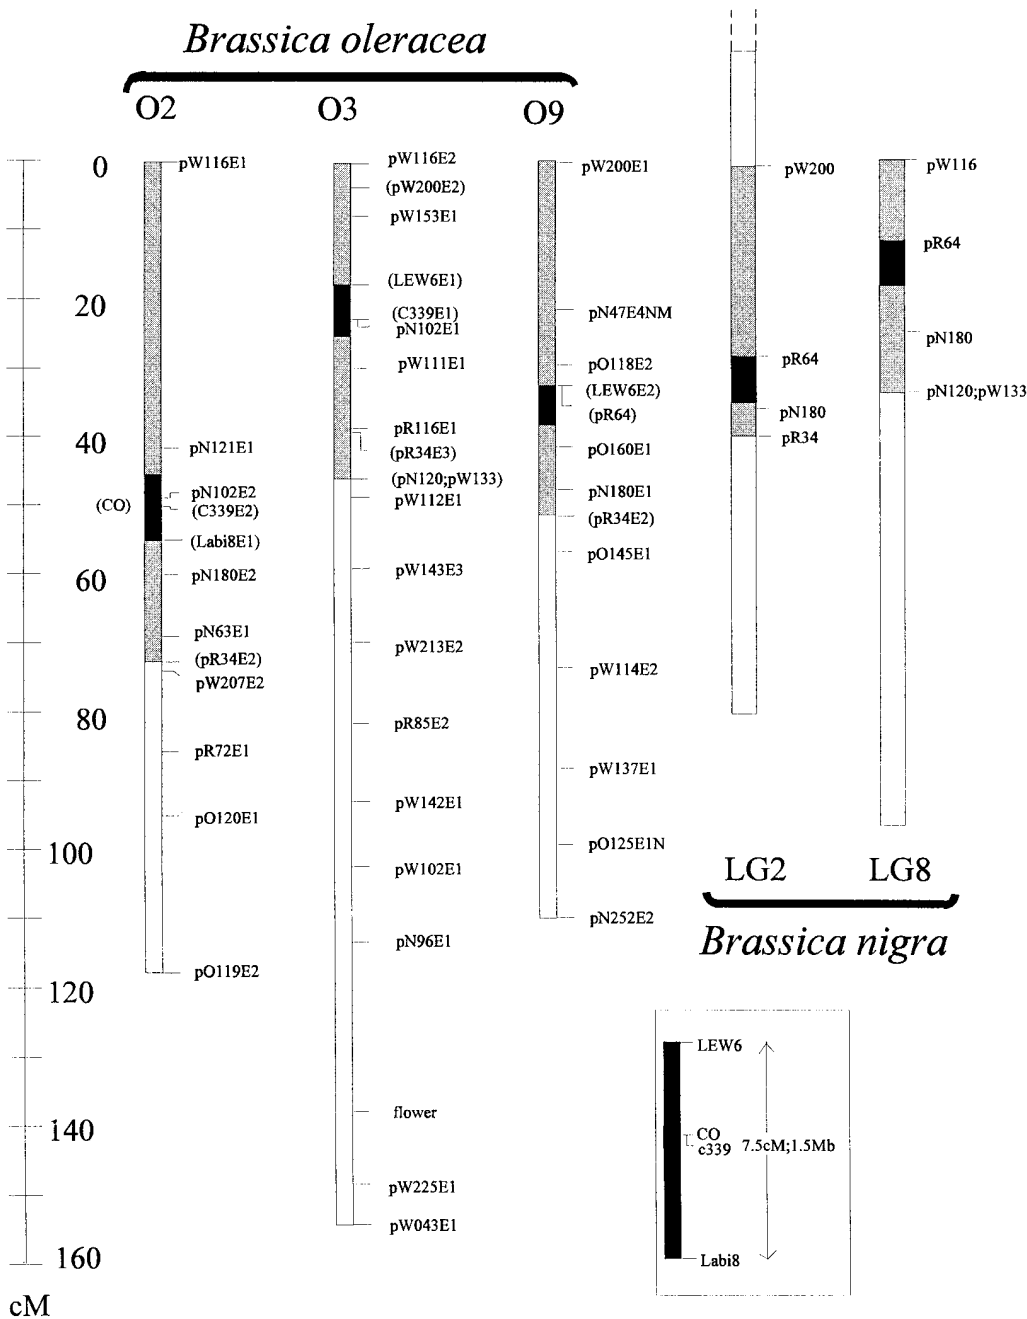 Brassica oleracea
O2
O3
O9
0
20
40
60
80
100
120
140
160
cM
pW116E1
pN121E1
(CO)
pN102E2
(C339E2)
(Labi8E1)
pN180E2
pN63E1
(pR34E2)
pW207E2
pR72E1
pO120E1
pO119E2
pW116E2
(pW200E2)
pW153E1
(LEW6E1)
(C339E1)
pN102E1
pW111E1
pR116E1
(pR34E3)
(pN120;pW133)
pW112E1
pW143E3
pW213E2
pR85E2
pW142E1
pW102E1
pN96E1
flower
pW225E1
pW043E1
pW200E1
pN47E4NM
pO118E2
(LEW6E2)
(pR64)
pO160E1
pN180E1
(pR34E2)
pO145E1
pW114E2
pW137E1
pO125E1N
pN252E2
pW200
pR64
pN180
pR34
pW116
pR64
pN180
pN120;pW133
LG2
LG8
Brassica nigra
LEW6
CO
c339
7.5cM;1.5Mb
Labi8